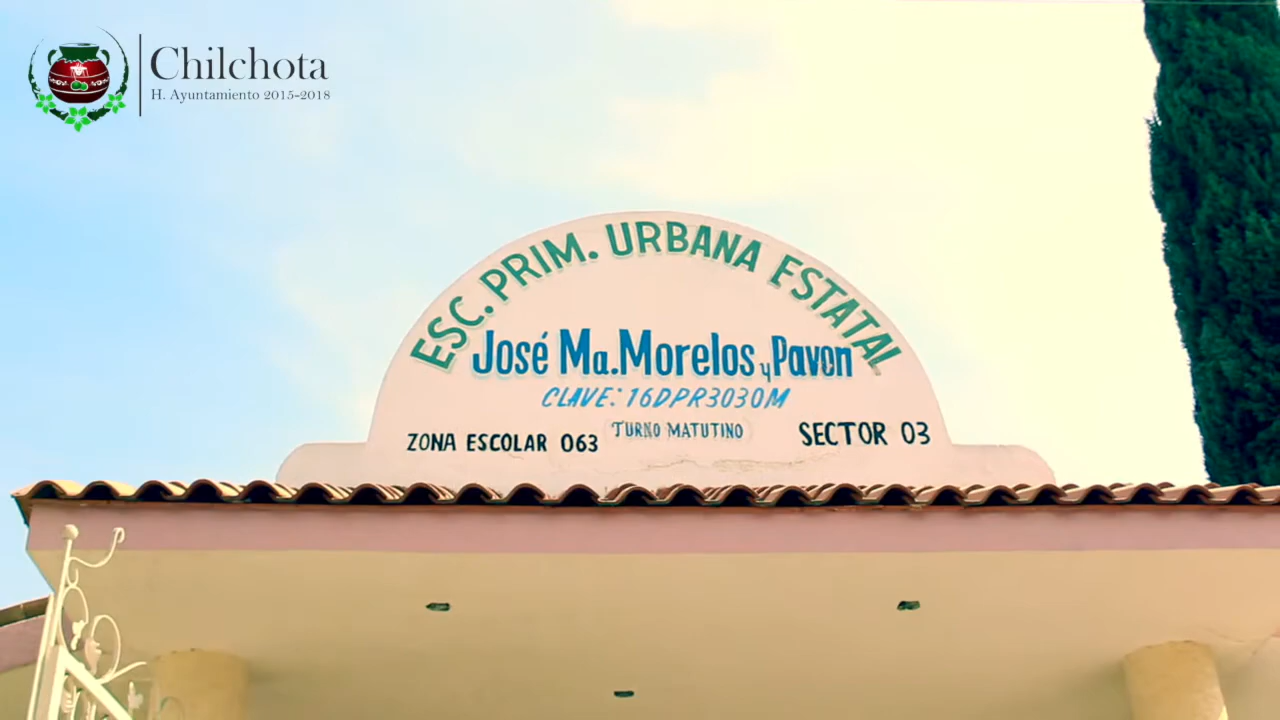 Chilchota
H. Ayuntamiento 2015-2018
ESC. PRIM. URBANA ESTATAL
José Ma. Morelos y Pavon
CLAVE: 16DPR3030M
TURNO MATUTINO
ZONA ESCOLAR 063
SECTOR 03